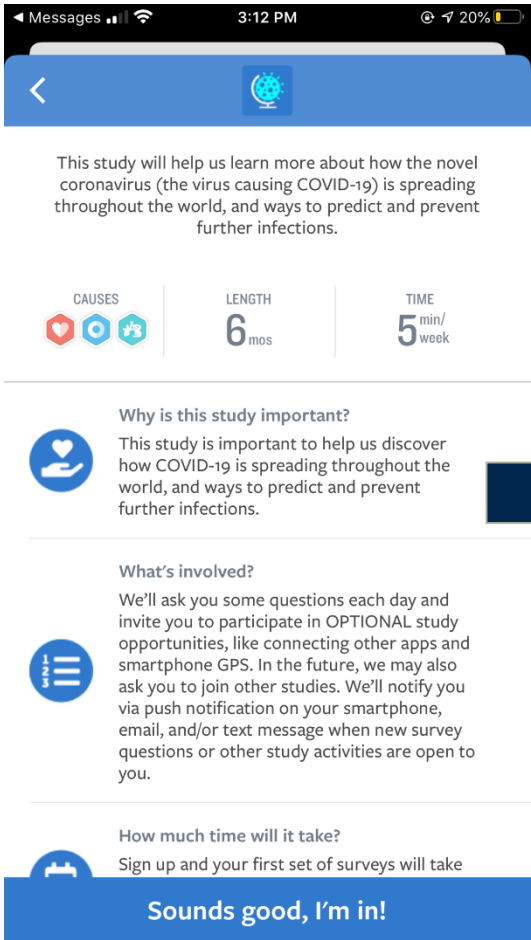 Messages 3:12 PM 20%
This study will help us learn more about how the novel
coronavirus (the virus causing COVID-19) is spreading
throughout the world, and ways to predict and prevent
further infections.
CAUSES LENGTH TIME
6 mos 5 min/
week
Why is this study important?
This study is important to help us discover
how COVID-19 is spreading throughout the
world, and ways to predict and prevent
further infections.
What's involved?
We'll ask you some questions each day and
invite you to participate in OPTIONAL study
opportunities, like connecting other apps and
smartphone GPS. In the future, we may also
ask you to join other studies. We'll notify you
via push notification on your smartphone,
email, and/or text message when new survey
questions or other study activities are open to
you.
1
2
3
How much time will it take?
Sign up and your first set of surveys will take
Sounds good, I'm in!